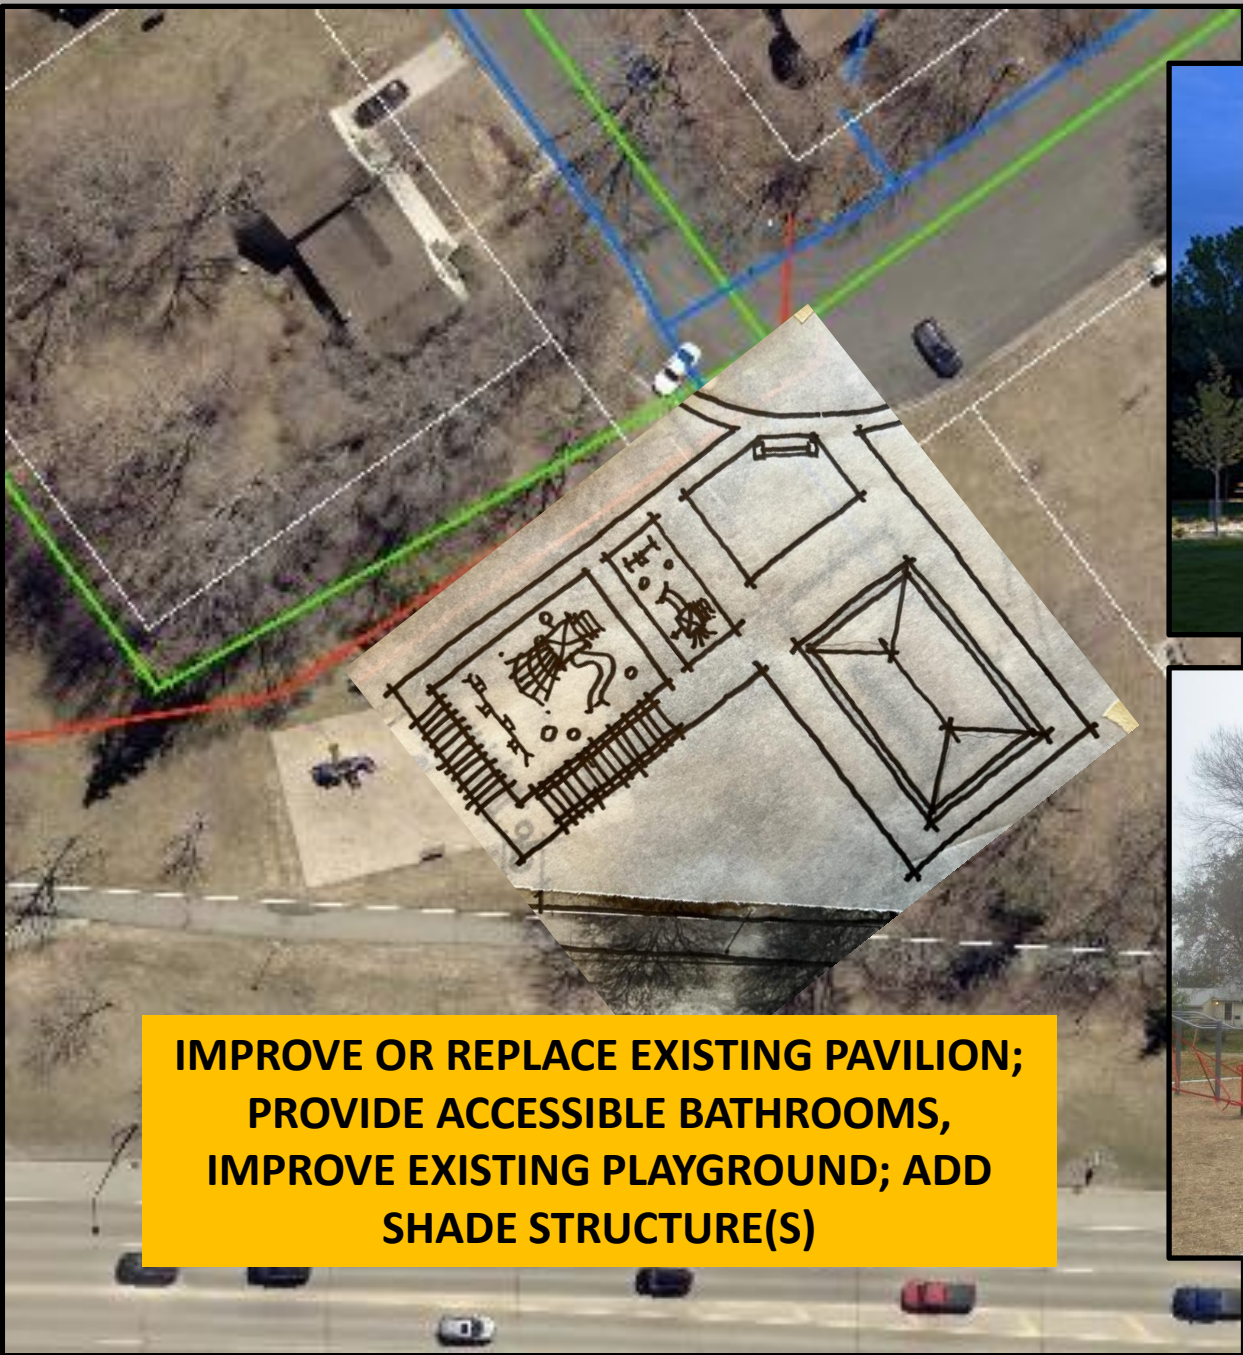 IMPROVE OR REPLACE EXISTING PAVILION;
PROVIDE ACCESSIBLE BATHROOMS,
IMPROVE EXISTING PLAYGROUND; ADD
SHADE STRUCTURE(S)